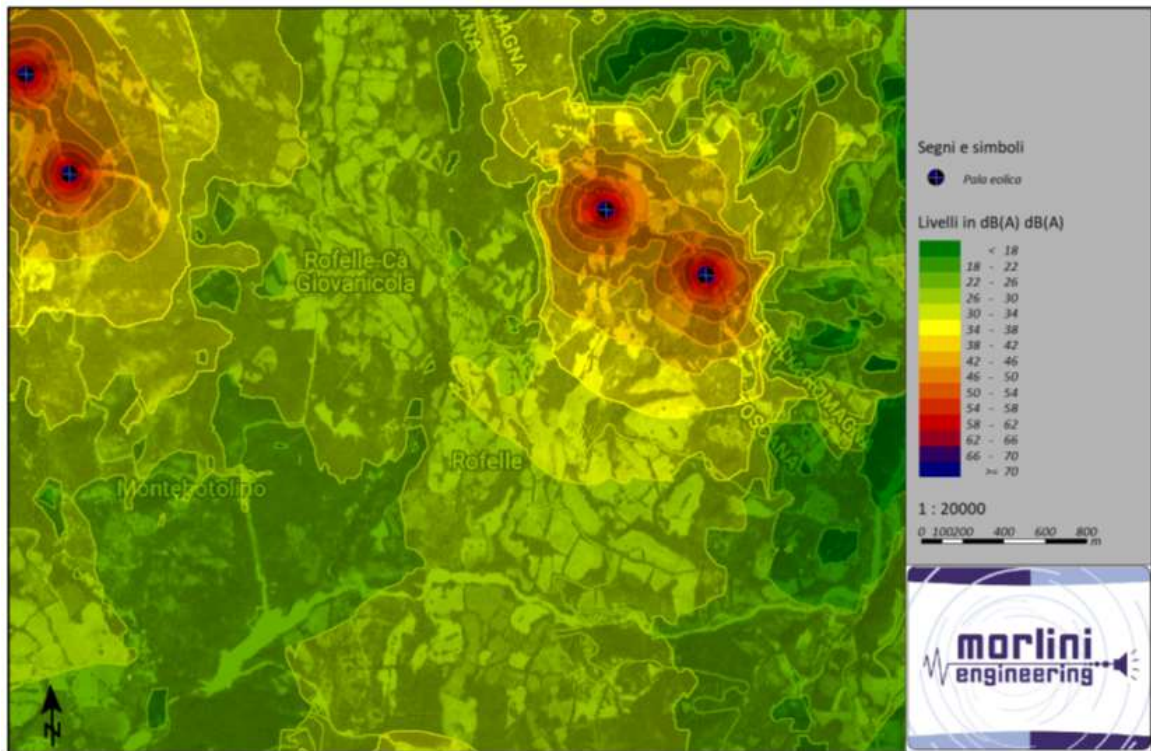 MAGNA
Rofelle-Cà
Giovanicola
Rofelle
Montebotolino
Segni e simboli
Pala eolica
Livelli in dB(A) dB(A)
< 18
18 - 22
22 - 26
26 - 30
30 - 34
34 - 38
38 - 42
42 - 46
46 - 50
50 - 54
54 - 58
58 - 62
62 - 66
66 - 70
>= 70
1 : 20000
0 100200 400 600 800
m
N
morlini
engineering